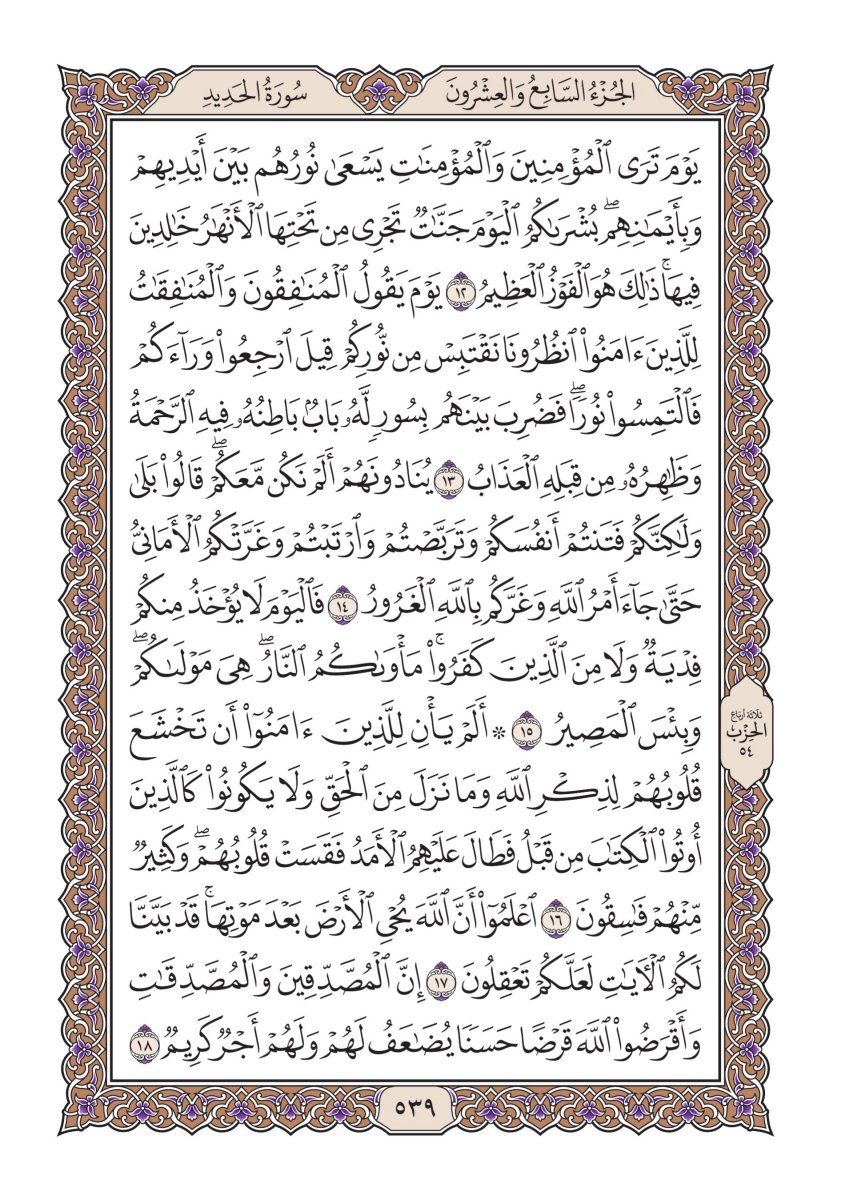 الجُزْءُ السَّابِعُ وَالعِشْرُونَ
سُورَةُ الحَدِيدِ
يَوْمَ تَرَى ٱلْمُؤْمِنِينَ وَٱلْمُؤْمِنَٰتِ يَسْعَىٰ نُورُهُم بَيْنَ أَيْدِيهِمْ
وَبِأَيْمَٰنِهِمۖ بُشْرَىٰكُمُ ٱلْيَوْمَ جَنَّٰتٌ تَجْرِى مِن تَحْتِهَا ٱلْأَنْهَٰرُ خَٰلِدِينَ
فِيهَاۚ ذَٰلِكَ هُوَ ٱلْفَوْزُ ٱلْعَظِيمُ ١٢ يَوْمَ يَقُولُ ٱلْمُنَٰفِقُونَ وَٱلْمُنَٰفِقَٰتُ
لِلَّذِينَ ءَامَنُوا۟ ٱنظُرُونَا نَقْتَبِسْ مِن نُّورِكُمْ قِيلَ ٱرْجِعُوا۟ وَرَآءَكُمْ
فَٱلْتَمِسُوا۟ نُورًاۖ فَضُرِبَ بَيْنَهُم بِسُورٍ لَّهُۥ بَابٌۢ بَاطِنُهُۥ فِيهِ ٱلرَّحْمَةُ
وَظَٰهِرُهُۥ مِن قِبَلِهِ ٱلْعَذَابُ ١٣ يُنَادُونَهُمْ أَلَمْ نَكُن مَّعَكُمْۖ قَالُوا۟ بَلَىٰ
وَلَٰكِنَّكُمْ فَتَنتُمْ أَنفُسَكُمْ وَتَرَبَّصْتُمْ وَٱرْتَبْتُمْ وَغَرَّتْكُمُ ٱلْأَمَانِىُّ
حَتَّىٰ جَآءَ أَمْرُ ٱللَّهِ وَغَرَّكُم بِٱللَّهِ ٱلْغَرُورُ ١٤ فَٱلْيَوْمَ لَا يُؤْخَذُ مِنكُمْ
فِدْيَةٌ وَلَا مِنَ ٱلَّذِينَ كَفَرُوا۟ۚ مَأْوَىٰكُمُ ٱلنَّارُۖ هِىَ مَوْلَىٰكُمْۖ
وَبِئْسَ ٱلْمَصِيرُ ١٥ ۞ أَلَمْ يَأْنِ لِلَّذِينَ ءَامَنُوٓا۟ أَن تَخْشَعَ
قُلُوبُهُمْ لِذِكْرِ ٱللَّهِ وَمَا نَزَلَ مِنَ ٱلْحَقِّ وَلَا يَكُونُوا۟ كَٱلَّذِينَ
أُوتُوا۟ ٱلْكِتَٰبَ مِن قَبْلُ فَطَالَ عَلَيْهِمُ ٱلْأَمَدُ فَقَسَتْ قُلُوبُهُمْۖ وَكَثِيرٌ
مِّنْهُمْ فَٰسِقُونَ ١٦ ٱعْلَمُوٓا۟ أَنَّ ٱللَّهَ يُحْىِ ٱلْأَرْضَ بَعْدَ مَوْتِهَاۚ قَدْ بَيَّنَّا
لَكُمُ ٱلْءَايَٰتِ لَعَلَّكُمْ تَعْقِلُونَ ١٧ إِنَّ ٱلْمُصَّدِّقِينَ وَٱلْمُصَّدِّقَٰتِ
وَأَقْرَضُوا۟ ٱللَّهَ قَرْضًا حَسَنًا يُضَٰعَفُ لَهُمْ وَلَهُمْ أَجْرٌ كَرِيمٌ ١٨
ثلاثة أرباع
الحِزْب
٥٤
٥٣٩